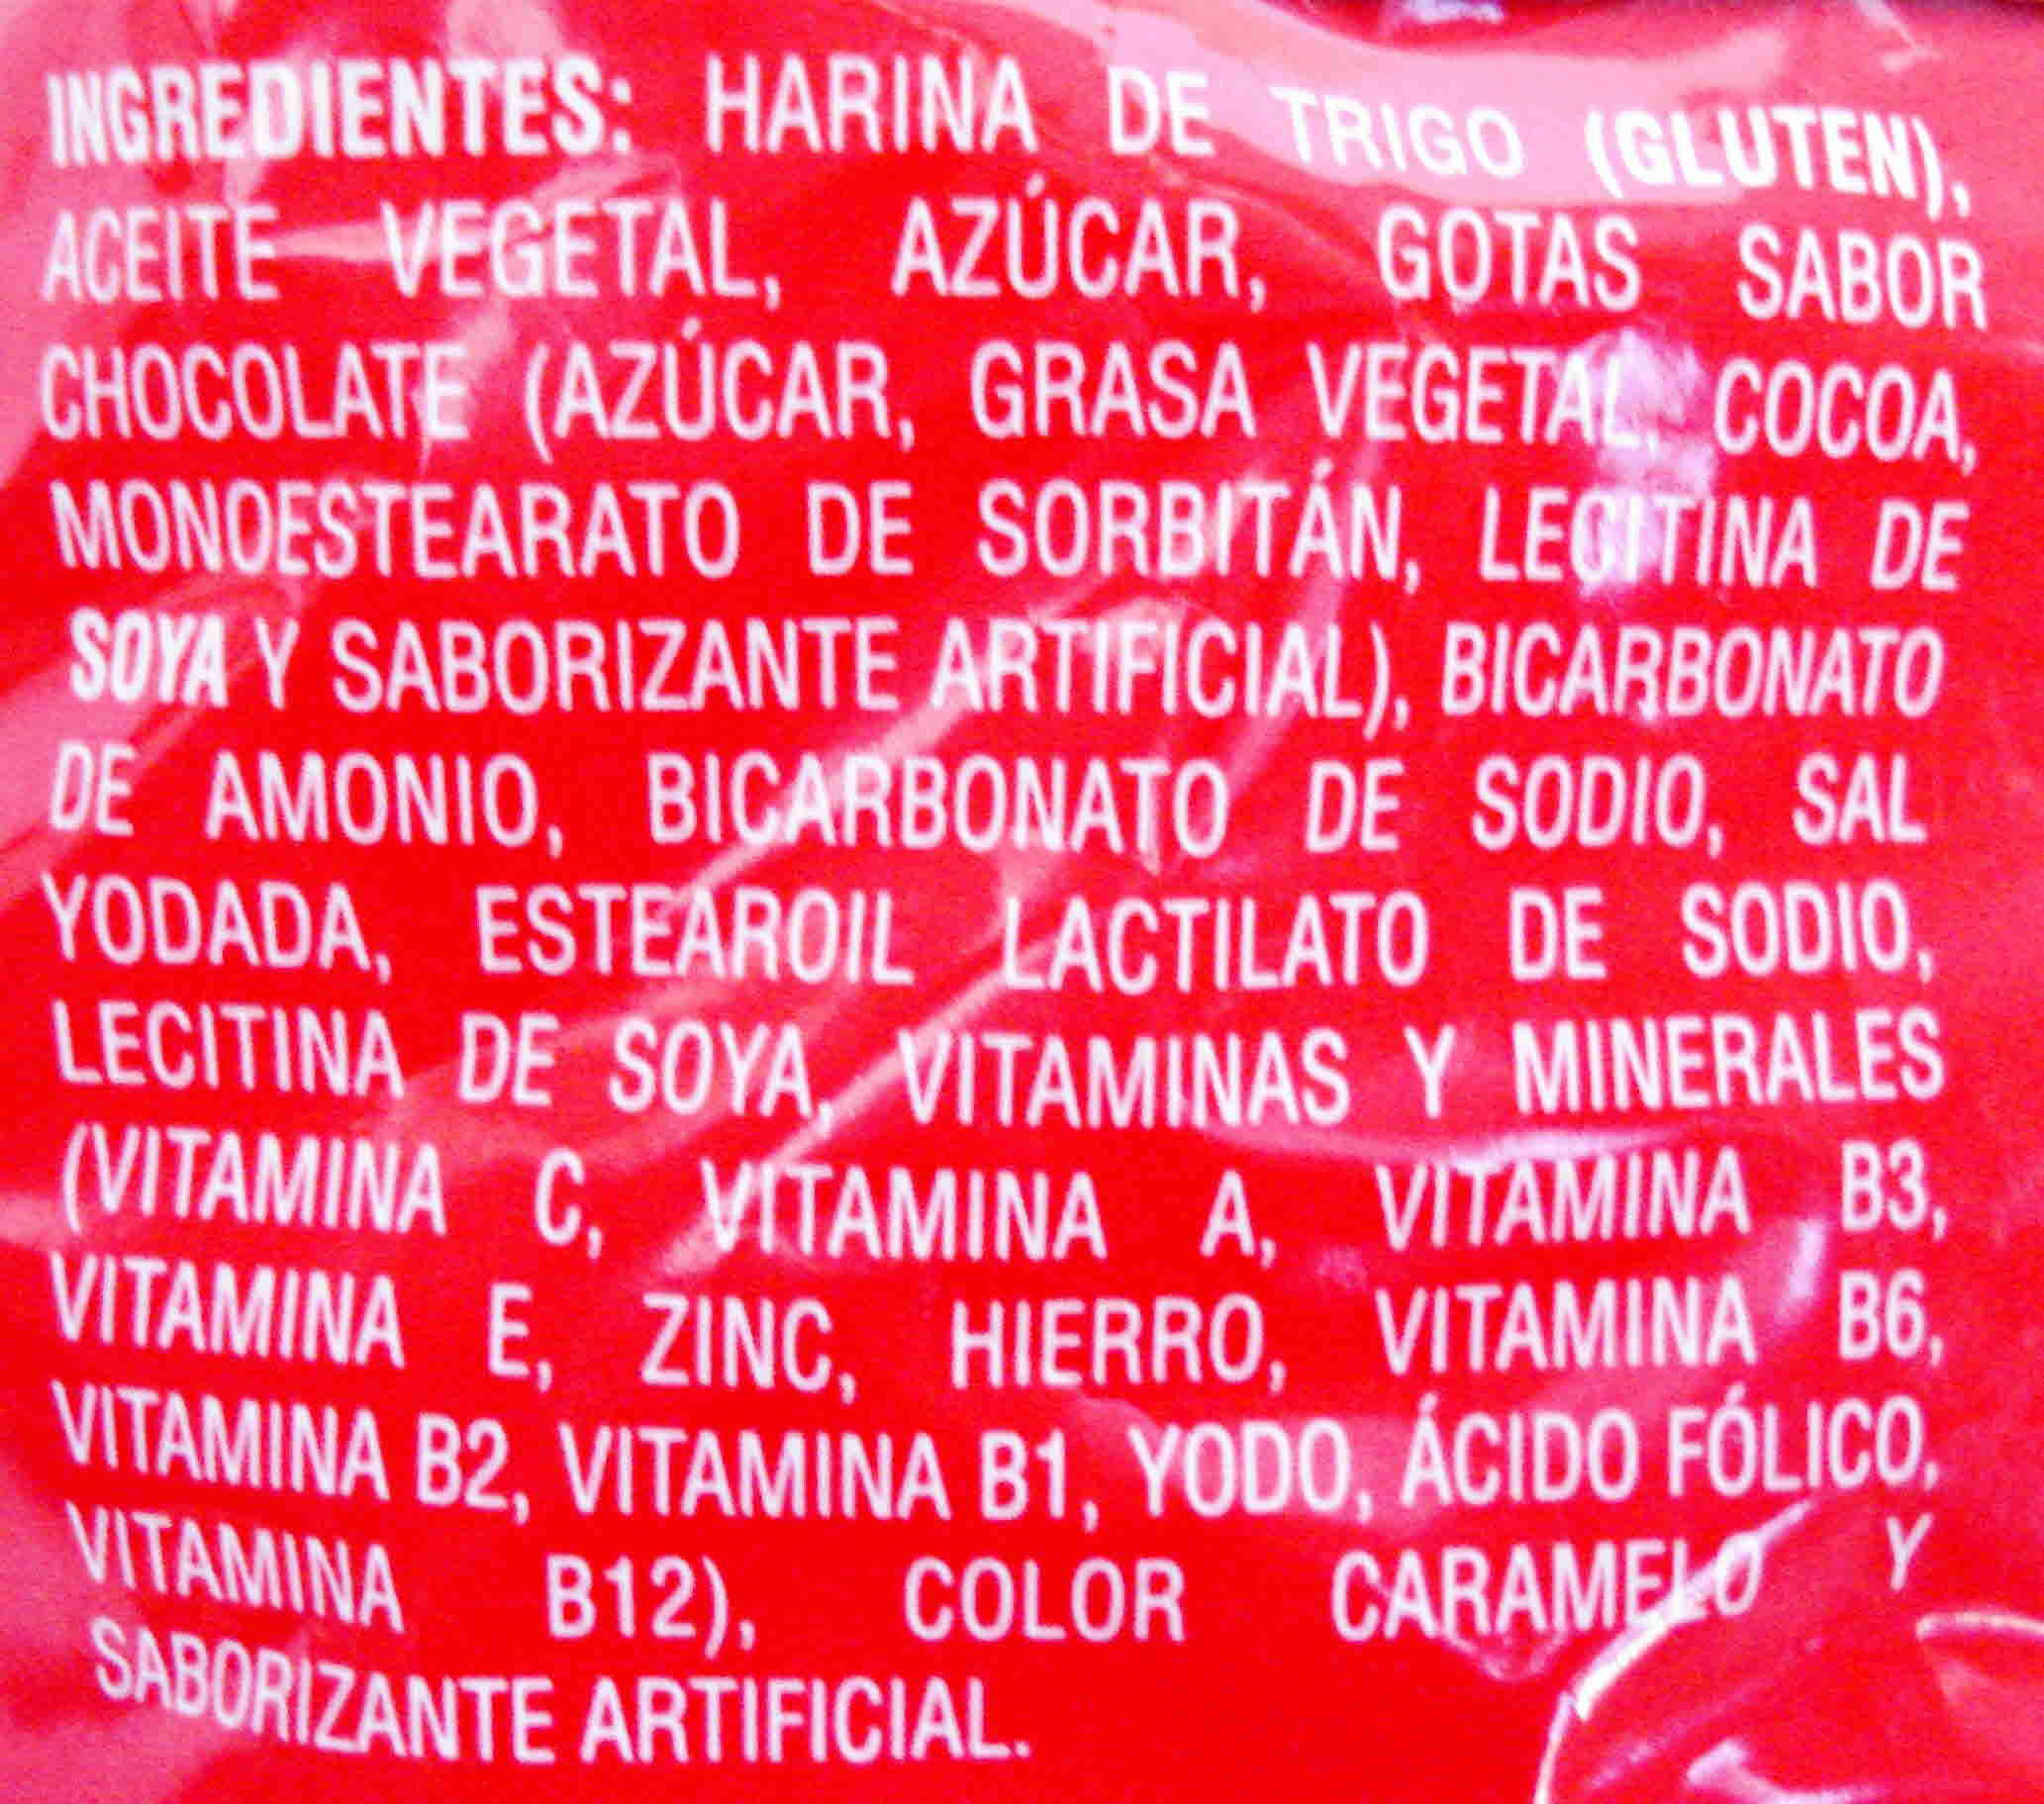 INGREDIENTES: HARINA DE TRIGO (GLUTEN),
ACEITE VEGETAL, AZÚCAR, GOTAS SABOR
CHOCOLATE (AZÚCAR, GRASA VEGETAL, COCOA,
MONOESTEARATO DE SORBITÁN, LECITINA DE
SOYA Y SABORIZANTE ARTIFICIAL), BICARBONATO
DE AMONIO, BICARBONATO DE SODIO, SAL
YODADA, ESTEAROIL LACTILATO DE SODIO,
LECITINA DE SOYA, VITAMINAS Y MINERALES
(VITAMINA C, VITAMINA A, VITAMINA B3,
VITAMINA E, ZINC, HIERRO, VITAMINA B6,
VITAMINA B2, VITAMINA B1, YODO, ÁCIDO FÓLICO,
VITAMINA B12), COLOR CARAMELO Y
SABORIZANTE ARTIFICIAL.